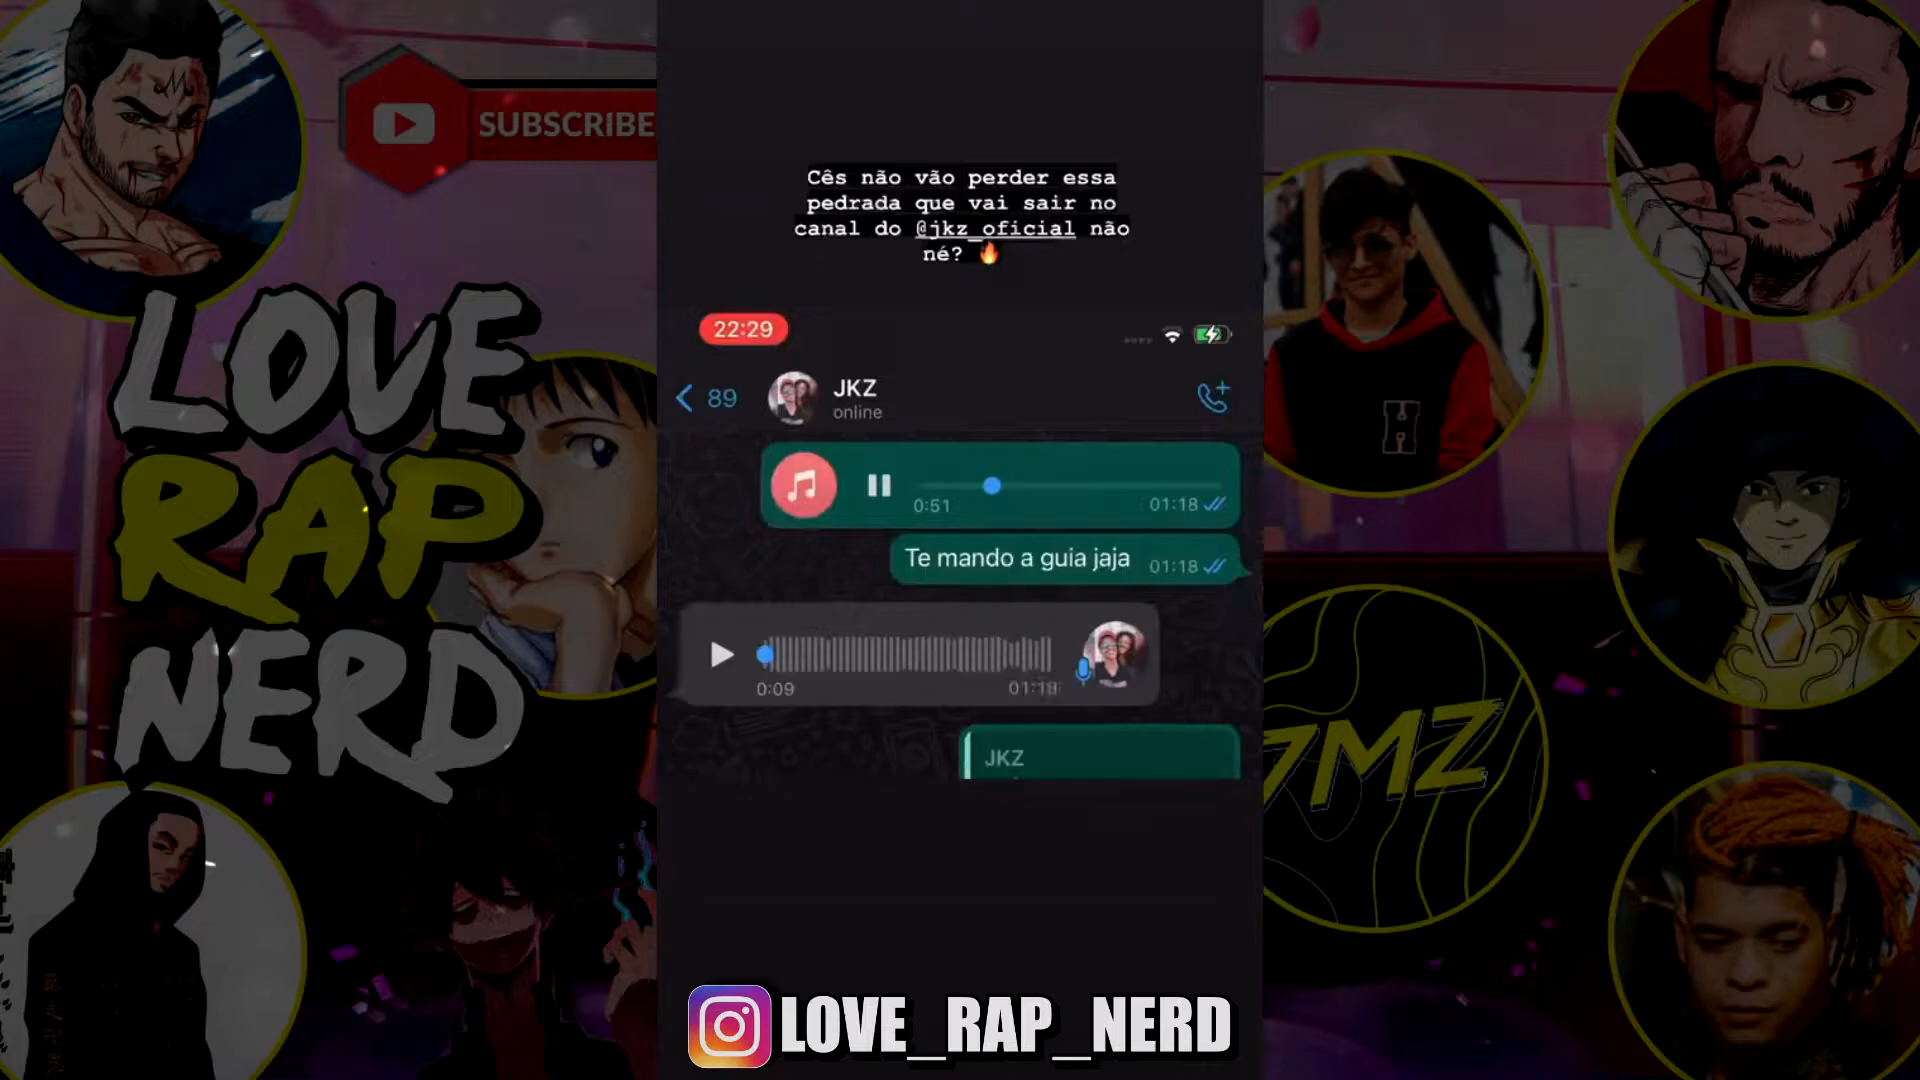 SUBSCRIBE
LOVE
RAP
NERD
Cês não vão perder essa
pedrada que vai sair no
canal do @jkz_oficial não
né? 🔥
22:29
89
JKZ
online
0:51
01:18
Te mando a guia jaja
01:18
0:09
01:18
JKZ
7MZ
H
LOVE_RAP_NERD